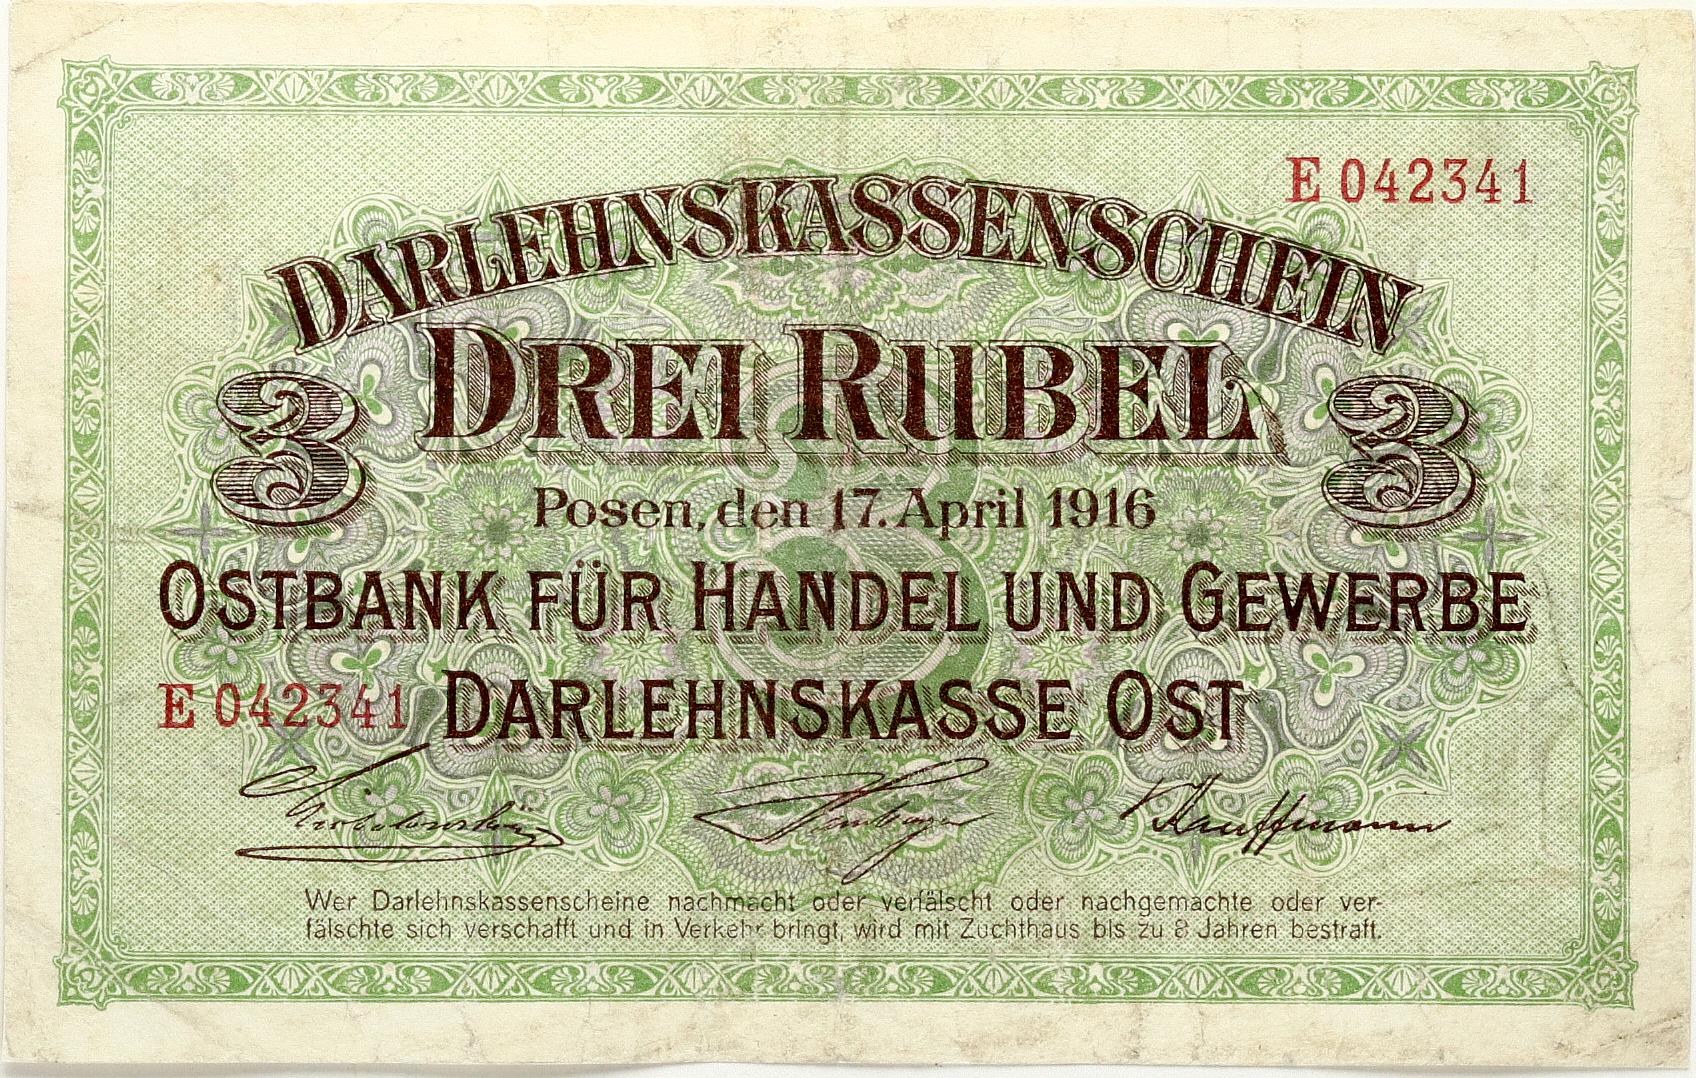 E 042341
DARLEHNSKASSENSCHEIN
3 DREI RUBEL 3
Posen, den 17. April 1916
OSTBANK FÜR HANDEL UND GEWERBE
E 042341 DARLEHNSKASSE OST
Kauffmann
Wer Darlehnskassenscheine nachmacht oder verfälscht oder nachgemachte oder ver-
fälschte sich verschafft und in Verkehr bringt, wird mit Zuchthaus bis zu 8 Jahren bestraft.